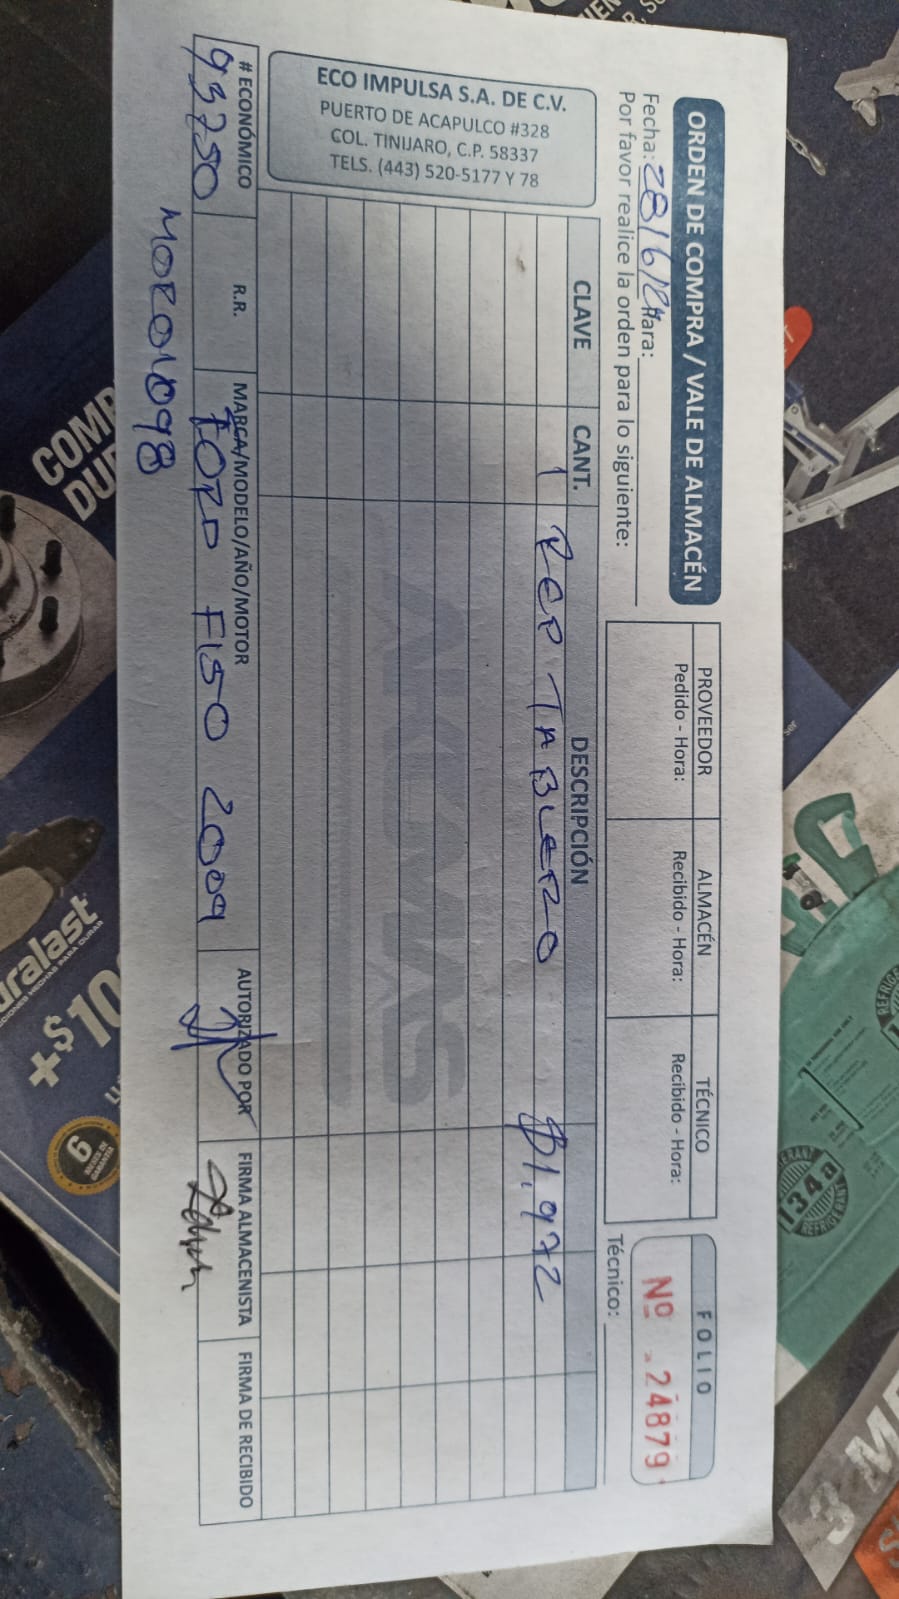 ORDEN DE COMPRA / VALE DE ALMACÉN
Fecha: 28/6/24 Hora:
Por favor realice la orden para lo siguiente:
PROVEEDOR
Pedido - Hora:
ALMACÉN
Recibido - Hora:
TÉCNICO
Recibido - Hora:
FOLIO
Nº 24879
Técnico:
CLAVE CANT. DESCRIPCIÓN
1 REP TABLERO $1,972
ECO IMPULSA S.A. DE C.V.
PUERTO DE ACAPULCO #328
COL. TINIJARO, C.P. 58337
TELS. (443) 520-5177 Y 78
# ECONÓMICO R.R. MARCA/MODELO/AÑO/MOTOR AUTORIZADO POR FIRMA ALMACENISTA FIRMA DE RECIBIDO
93750 FORD F150 2009
MORO1098
COMP
DU
uralast
+$10
6
134a
REFRIGERANT
3 M